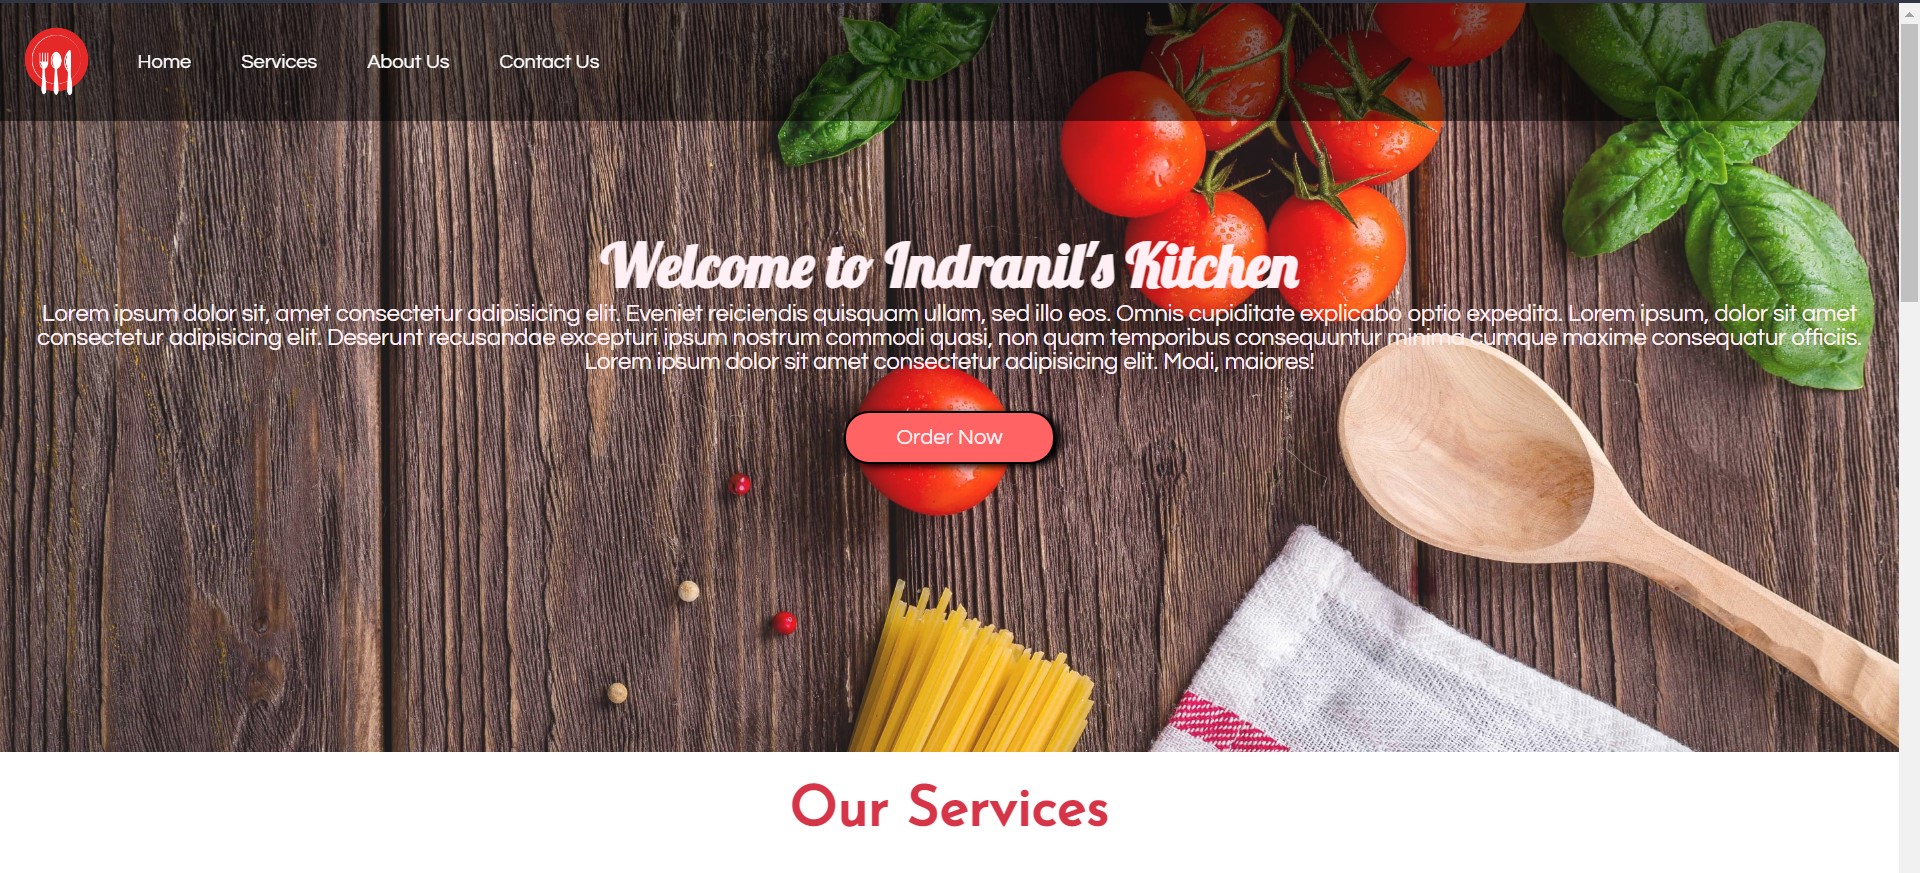 Home Services About Us Contact Us
Welcome to Indranil's Kitchen
Lorem ipsum dolor sit, amet consectetur adipisicing elit. Eveniet reiciendis quisquam ullam, sed illo eos. Omnis cupiditate explicabo optio expedita. Lorem ipsum, dolor sit amet
consectetur adipisicing elit. Deserunt recusandae excepturi ipsum nostrum commodi quasi, non quam temporibus consequuntur minima cumque maxime consequatur officiis.
Lorem ipsum dolor sit amet consectetur adipisicing elit. Modi, maiores!
Order Now
Our Services